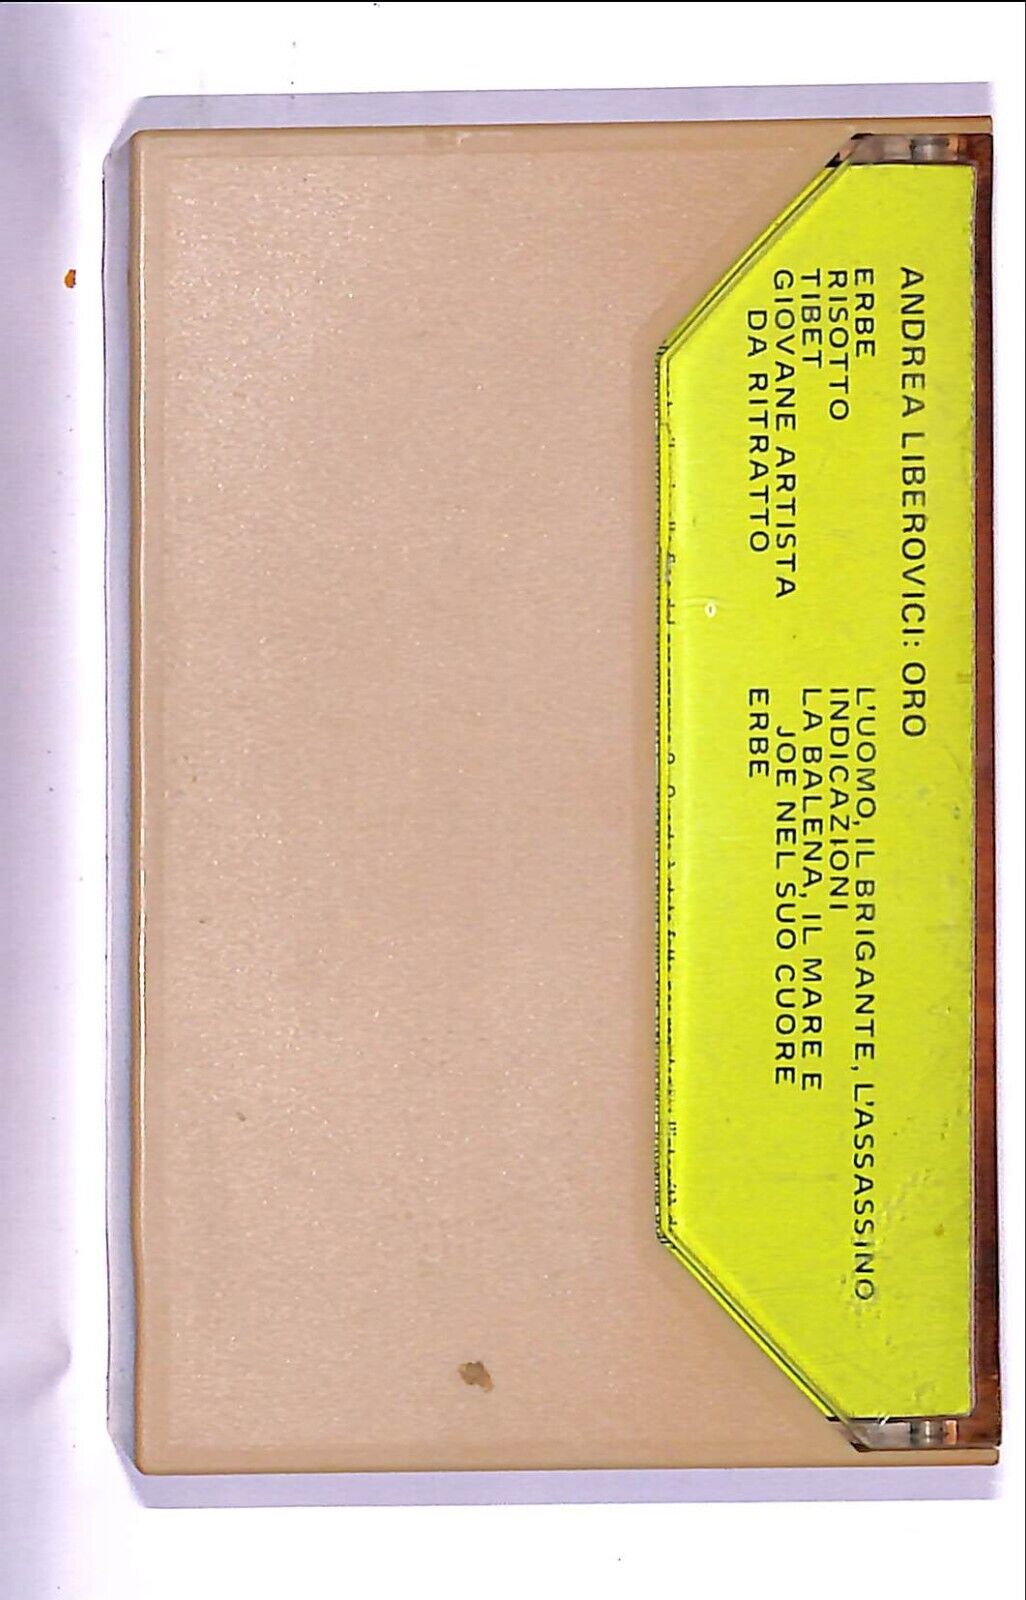 ANDREA LIBEROVICI: ORO
ERBE
RISOTTO
TIBET
GIOVANE ARTISTA
DA RITRATTO
L'UOMO, IL BRIGANTE, L'ASSASSINO
INDICAZIONI
LA BALENA, IL MARE E
JOE NEL SUO CUORE
ERBE